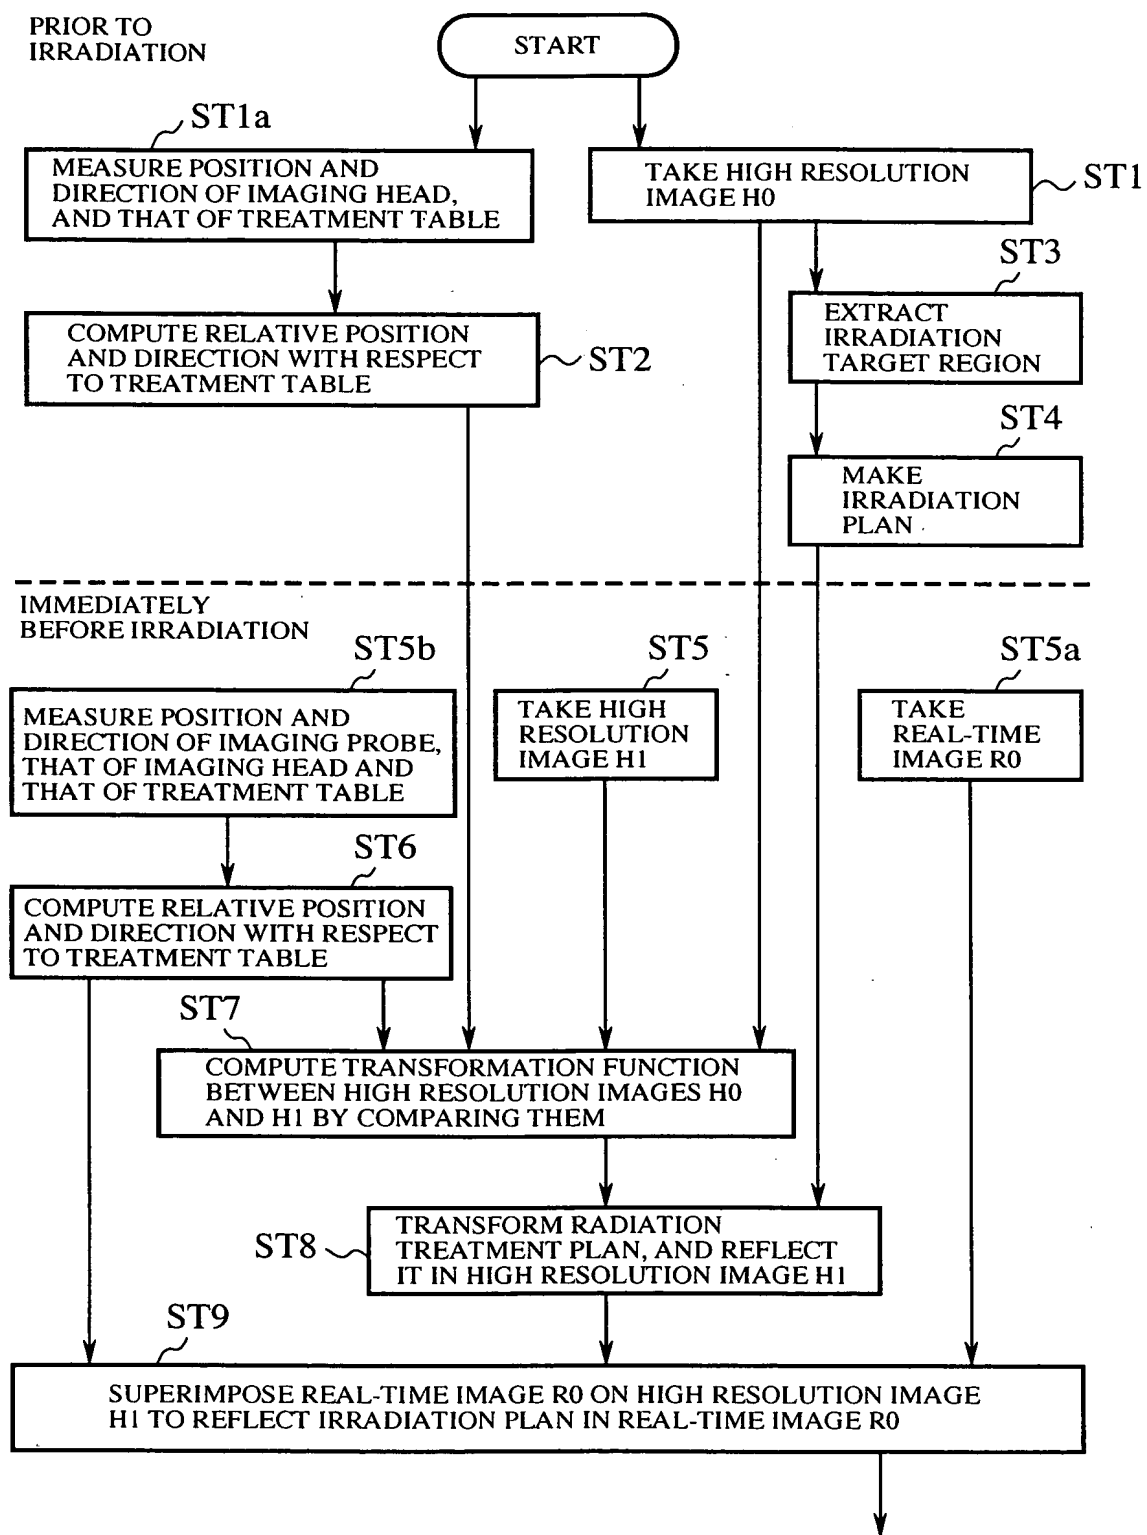 PRIOR TO
IRRADIATION
START
ST1a
MEASURE POSITION AND
DIRECTION OF IMAGING HEAD,
AND THAT OF TREATMENT TABLE
TAKE HIGH RESOLUTION
IMAGE H0
ST1
COMPUTE RELATIVE POSITION
AND DIRECTION WITH RESPECT
TO TREATMENT TABLE
ST2
ST3
EXTRACT
IRRADIATION
TARGET REGION
ST4
MAKE
IRRADIATION
PLAN
IMMEDIATELY
BEFORE IRRADIATION
ST5b
MEASURE POSITION AND
DIRECTION OF IMAGING PROBE,
THAT OF IMAGING HEAD AND
THAT OF TREATMENT TABLE
ST5
TAKE HIGH
RESOLUTION
IMAGE H1
ST5a
TAKE
REAL-TIME
IMAGE R0
ST6
COMPUTE RELATIVE POSITION
AND DIRECTION WITH RESPECT
TO TREATMENT TABLE
ST7
COMPUTE TRANSFORMATION FUNCTION
BETWEEN HIGH RESOLUTION IMAGES H0
AND H1 BY COMPARING THEM
ST8
TRANSFORM RADIATION
TREATMENT PLAN, AND REFLECT
IT IN HIGH RESOLUTION IMAGE H1
ST9
SUPERIMPOSE REAL-TIME IMAGE R0 ON HIGH RESOLUTION IMAGE
H1 TO REFLECT IRRADIATION PLAN IN REAL-TIME IMAGE R0